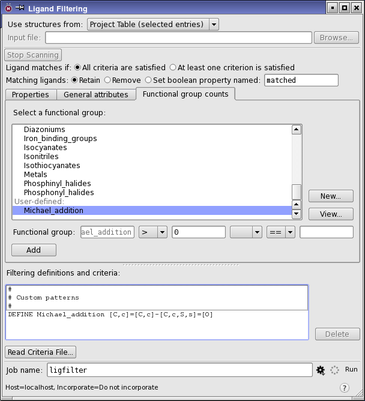 Ligand Filtering
Use structures from: Project Table (selected entries)
Input file: Browse...
Stop Scanning
Ligand matches if: All criteria are satisfied At least one criterion is satisfied
Matching ligands: Retain Remove Set boolean property named: matched
Properties General attributes Functional group counts
Select a functional group:
Diazoniums
Iron_binding_groups
Isocyanates
Isonitriles
Isothiocyanates
Metals
Phosphinyl_halides
Phosphonyl_halides
User-defined:
Michael_addition
New...
View...
Functional group: ael_addition > 0 ==
Add
Filtering definitions and criteria:
#
# Custom patterns
#
DEFINE Michael_addition [C,c]=[C,c]-[C,c,S,s]=[O]
Delete
Read Criteria File...
Job name: ligfilter Run
Host=localhost, Incorporate=Do not incorporate ?